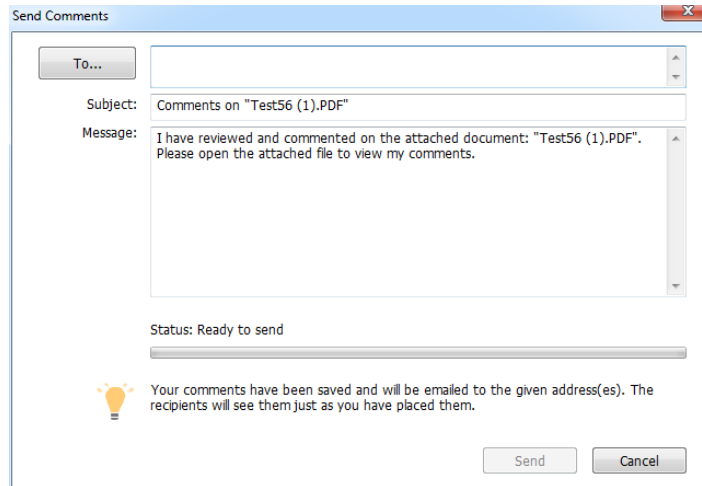 Send Comments
To...
Subject:
Comments on "Test56 (1).PDF"
Message:
I have reviewed and commented on the attached document: "Test56 (1).PDF".
Please open the attached file to view my comments.
Status: Ready to send
Your comments have been saved and will be emailed to the given address(es). The
recipients will see them just as you have placed them.
Send
Cancel